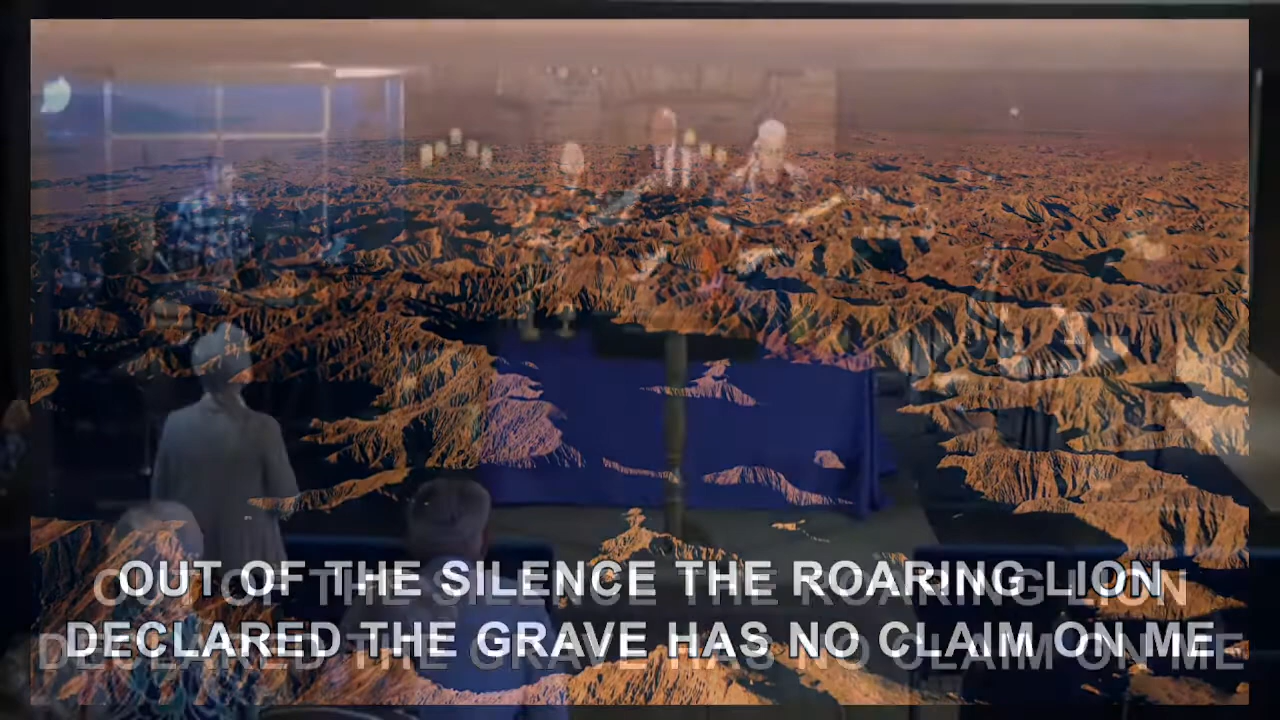 OUT OF THE SILENCE THE ROARING LION
DECLARED THE GRAVE HAS NO CLAIM ON ME